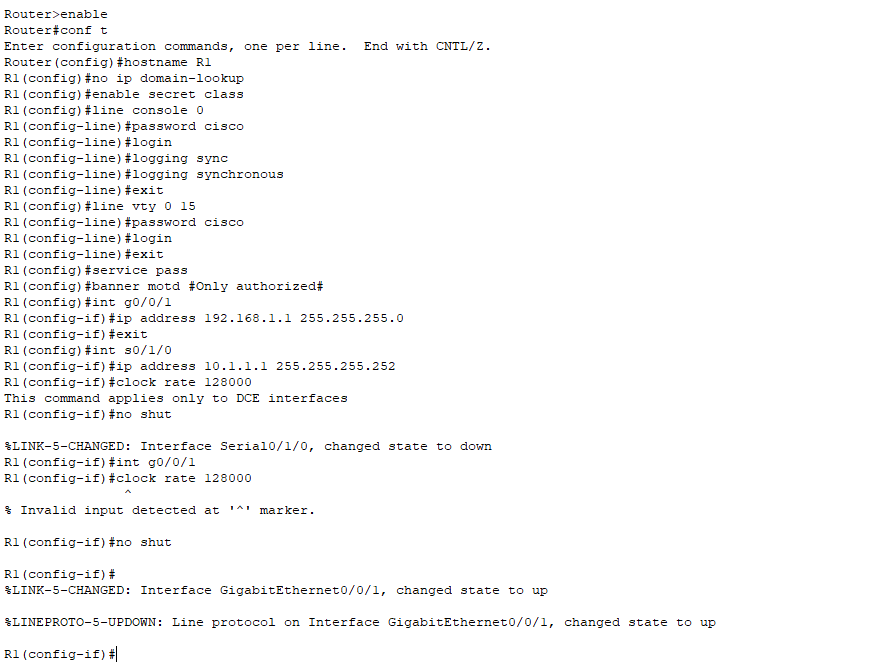 Router>enable
Router#conf t
Enter configuration commands, one per line.  End with CNTL/Z.
Router(config)#hostname R1
R1(config)#no ip domain-lookup
R1(config)#enable secret class
R1(config)#line console 0
R1(config-line)#password cisco
R1(config-line)#login
R1(config-line)#logging sync
R1(config-line)#logging synchronous
R1(config-line)#exit
R1(config)#line vty 0 15
R1(config-line)#password cisco
R1(config-line)#login
R1(config-line)#exit
R1(config)#service pass
R1(config)#banner motd #Only authorized#
R1(config)#int g0/0/1
R1(config-if)#ip address 192.168.1.1 255.255.255.0
R1(config-if)#exit
R1(config)#int s0/1/0
R1(config-if)#ip address 10.1.1.1 255.255.255.252
R1(config-if)#clock rate 128000
This command applies only to DCE interfaces
R1(config-if)#no shut

%LINK-5-CHANGED: Interface Serial0/1/0, changed state to down
R1(config-if)#int g0/0/1
R1(config-if)#clock rate 128000
               ^
% Invalid input detected at '^' marker.

R1(config-if)#no shut

R1(config-if)#
%LINK-5-CHANGED: Interface GigabitEthernet0/0/1, changed state to up

%LINEPROTO-5-UPDOWN: Line protocol on Interface GigabitEthernet0/0/1, changed state to up

R1(config-if)#